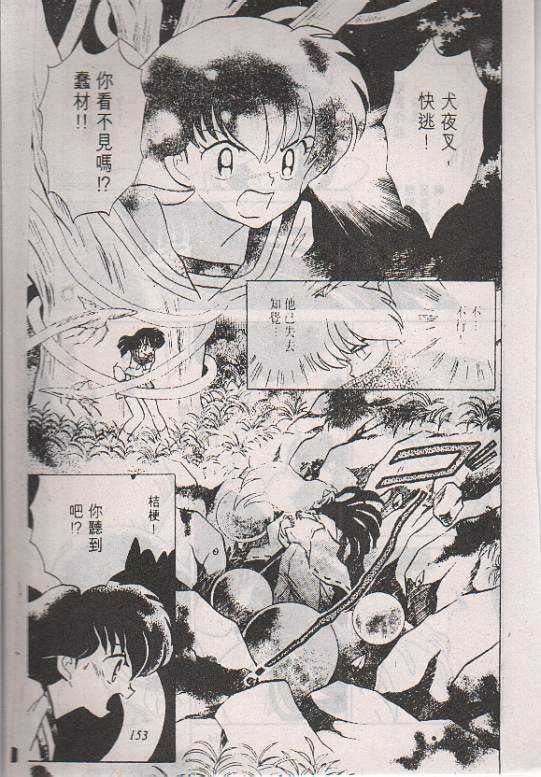 犬夜叉，
快逃！
你看不見嗎!?
蠢材!!
不…
不行！
他已失去
知覺…
桔梗！
你聽到
吧!?
153